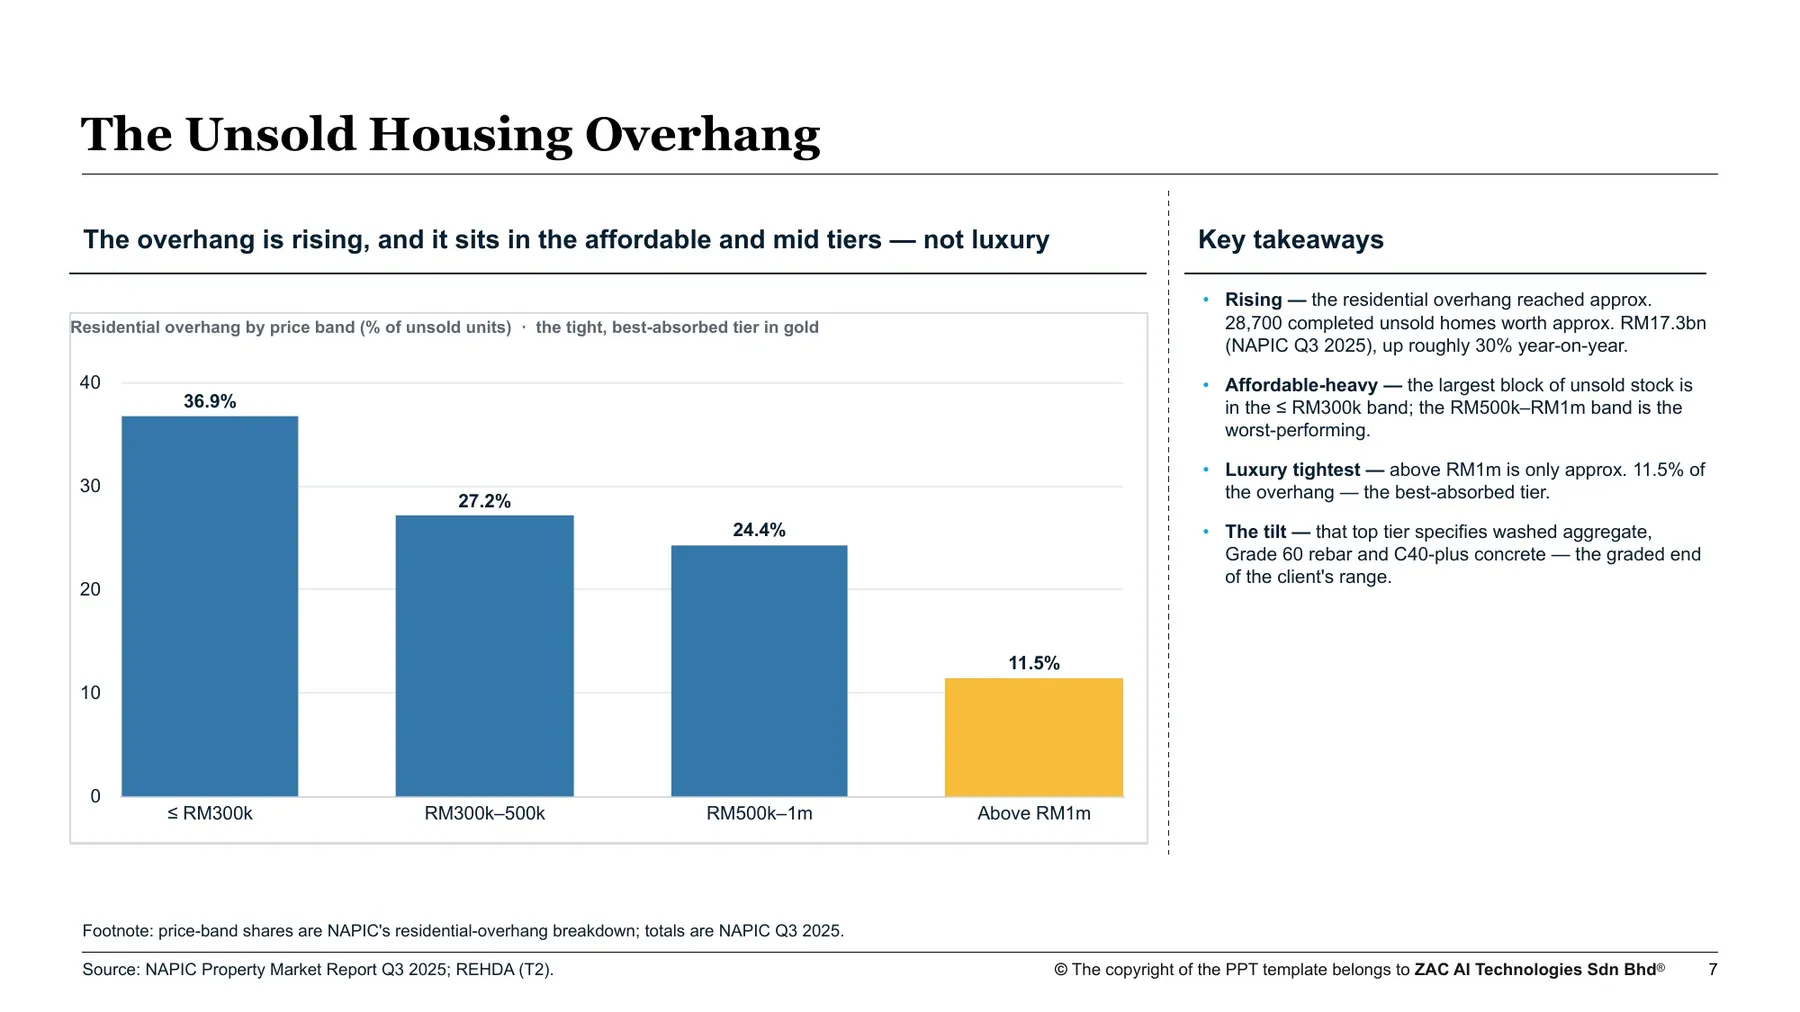 The Unsold Housing Overhang
The overhang is rising, and it sits in the affordable and mid tiers — not luxury
Residential overhang by price band (% of unsold units) · the tight, best-absorbed tier in gold
40
30
20
10
0
36.9%
27.2%
24.4%
11.5%
≤ RM300k
RM300k–500k
RM500k–1m
Above RM1m
Key takeaways
• Rising — the residential overhang reached approx.
28,700 completed unsold homes worth approx. RM17.3bn
(NAPIC Q3 2025), up roughly 30% year-on-year.
• Affordable-heavy — the largest block of unsold stock is
in the ≤ RM300k band; the RM500k–RM1m band is the
worst-performing.
• Luxury tightest — above RM1m is only approx. 11.5% of
the overhang — the best-absorbed tier.
• The tilt — that top tier specifies washed aggregate,
Grade 60 rebar and C40-plus concrete — the graded end
of the client's range.
Footnote: price-band shares are NAPIC's residential-overhang breakdown; totals are NAPIC Q3 2025.
Source: NAPIC Property Market Report Q3 2025; REHDA (T2).
© The copyright of the PPT template belongs to ZAC AI Technologies Sdn Bhd®
7